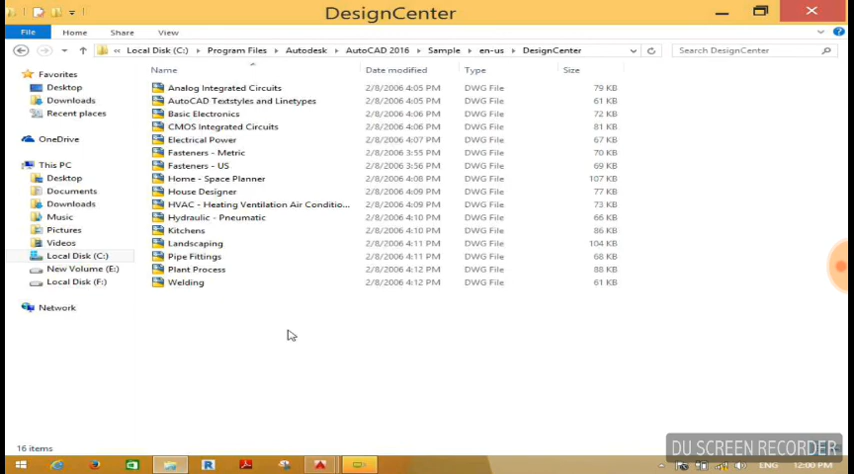 DesignCenter
File Home Share View
Local Disk (C:) Program Files Autodesk AutoCAD 2016 Sample en-us DesignCenter Search DesignCenter
Name Date modified Type Size
Favorites
Desktop
Downloads
Recent places
OneDrive
This PC
Desktop
Documents
Downloads
Music
Pictures
Videos
Local Disk (C:)
New Volume (E:)
Local Disk (F:)
Network
Analog Integrated Circuits 2/8/2006 4:05 PM DWG File 79 KB
AutoCAD Textstyles and Linetypes 2/8/2006 4:05 PM DWG File 61 KB
Basic Electronics 2/8/2006 4:06 PM DWG File 72 KB
CMOS Integrated Circuits 2/8/2006 4:06 PM DWG File 81 KB
Electrical Power 2/8/2006 4:07 PM DWG File 67 KB
Fasteners - Metric 2/8/2006 3:55 PM DWG File 70 KB
Fasteners - US 2/8/2006 3:56 PM DWG File 69 KB
Home - Space Planner 2/8/2006 4:08 PM DWG File 107 KB
House Designer 2/8/2006 4:09 PM DWG File 77 KB
HVAC - Heating Ventilation Air Conditio... 2/8/2006 4:09 PM DWG File 73 KB
Hydraulic - Pneumatic 2/8/2006 4:10 PM DWG File 66 KB
Kitchens 2/8/2006 4:10 PM DWG File 86 KB
Landscaping 2/8/2006 4:11 PM DWG File 104 KB
Pipe Fittings 2/8/2006 4:11 PM DWG File 68 KB
Plant Process 2/8/2006 4:12 PM DWG File 88 KB
Welding 2/8/2006 4:12 PM DWG File 61 KB
16 items
DU SCREEN RECORDER
ENG 12:00 PM